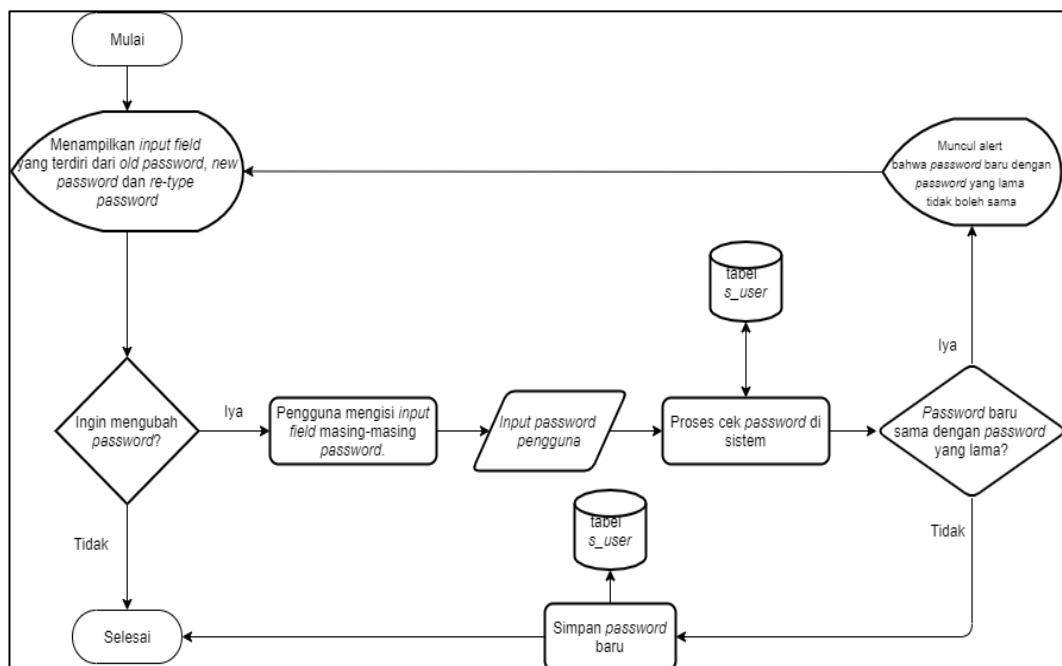 Mulai
Menampilkan input field
yang terdiri dari old password, new
password dan re-type
password
Muncul alert
bahwa password baru dengan
password yang lama
tidak boleh sama
tabel
s_user
Iya
Ingin mengubah
password?
Iya
Pengguna mengisi input
field masing-masing
password.
Input password
pengguna
Proses cek password di
sistem
Password baru
sama dengan password
yang lama?
Tidak
tabel
s_user
Tidak
Selesai
Simpan password
baru